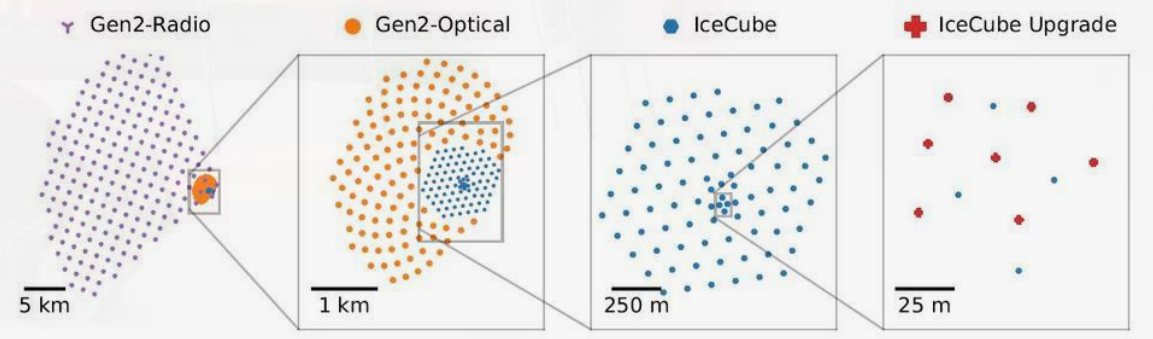 Gen2-Radio
Gen2-Optical
IceCube
IceCube Upgrade
5 km
1 km
250 m
25 m